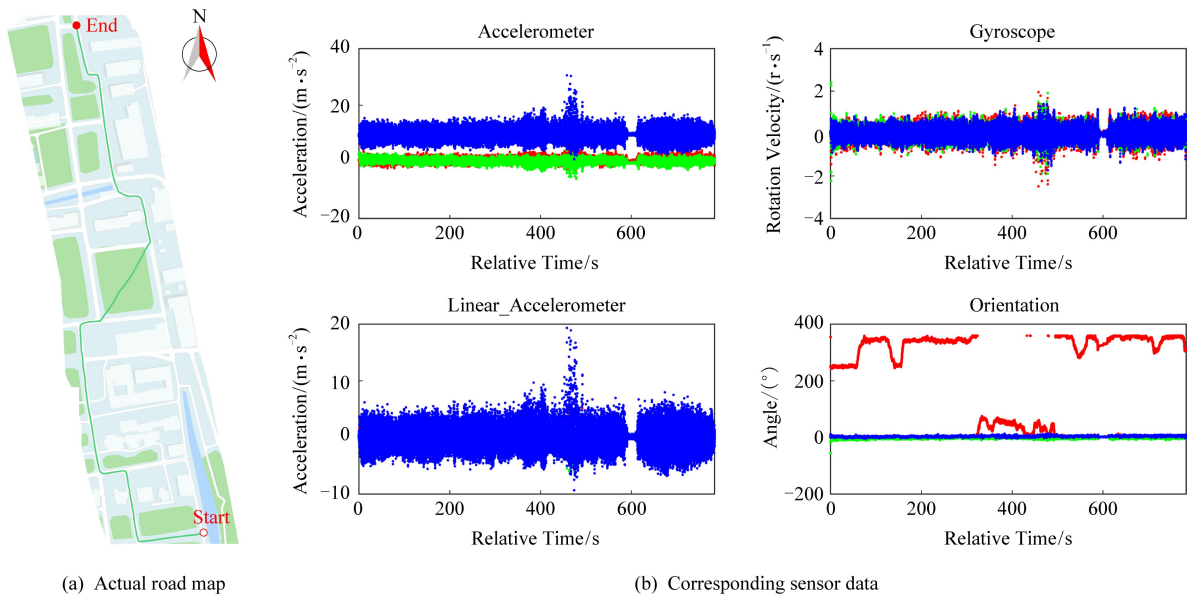 End
N
Start
(a) Actual road map
Accelerometer
Acceleration/(m·s⁻²)
40
20
0
−20
0
200
400
600
Relative Time/s
Gyroscope
Rotation Velocity/ity/(r·s⁻¹)
4
2
0
−2
−4
0
200
400
600
Relative Time/s
Linear_Accelerometer
Acceleration/(m·s⁻²)
20
10
0
−10
0
200
400
600
Relative Time/s
Orientation
Angle/(°)
400
200
0
−200
0
200
400
600
Relative Time/s
(b) Corresponding sensor data